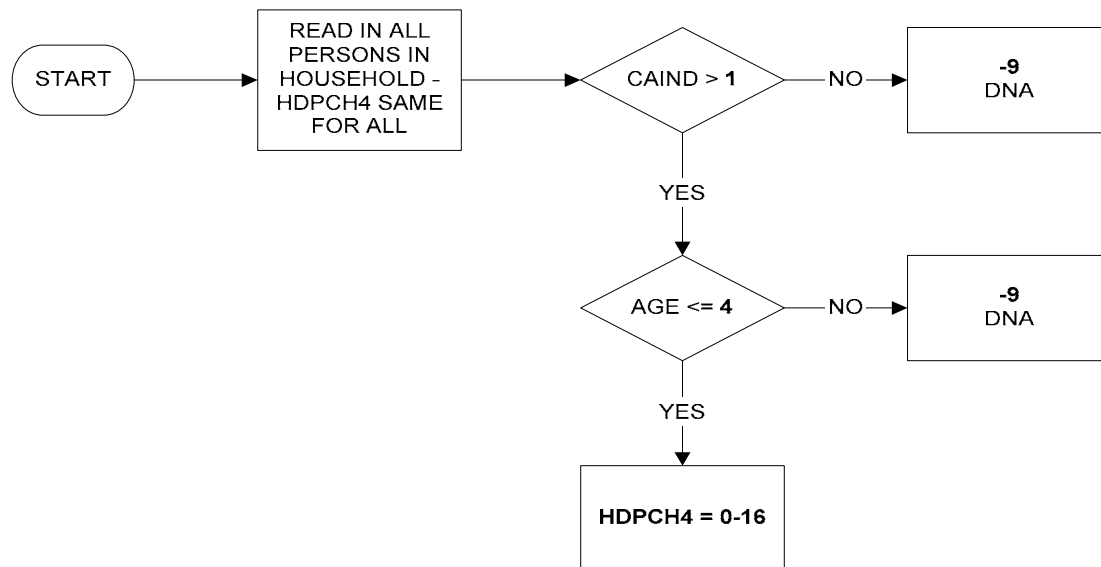 START
READ IN ALL
PERSONS IN
HOUSEHOLD -
HDPCH4 SAME
FOR ALL
CAIND > 1
NO
-9
DNA
YES
AGE <= 4
NO
-9
DNA
YES
HDPCH4 = 0-16